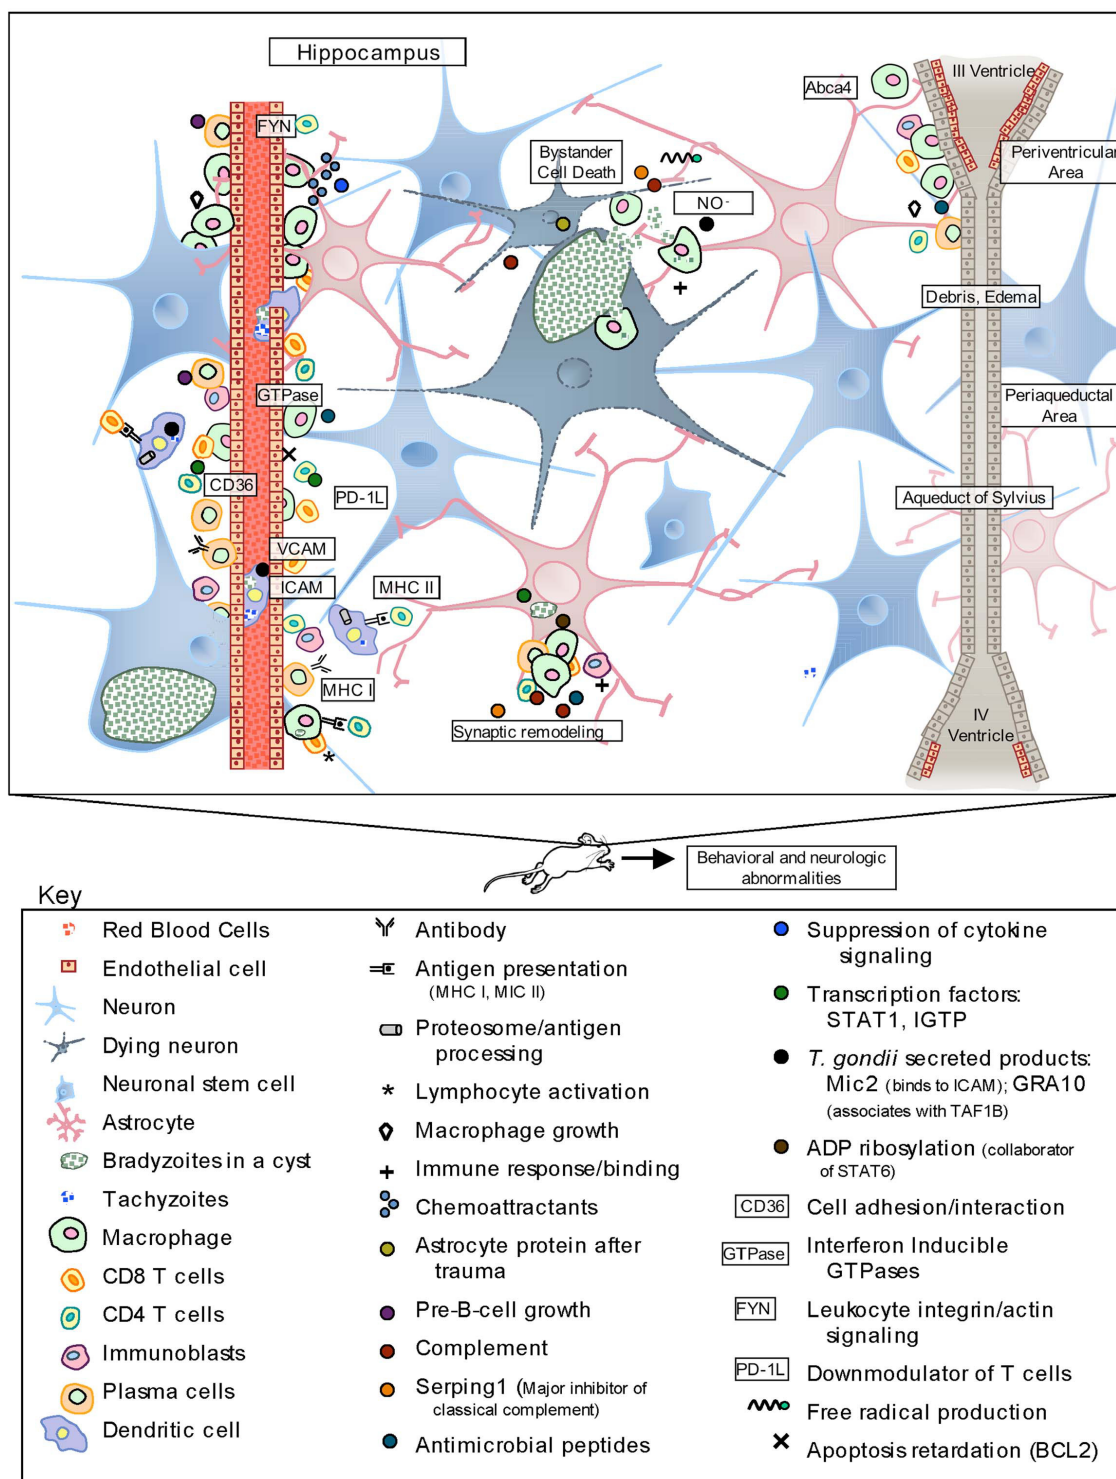 Hippocampus
III Ventricle
Abca4
FYN
Bystander
Cell Death
Periventricular
Area
NO-
Debris, Edema
GTPase
Periaqueductal
Area
CD36
PD-1L
Aqueduct of Sylvius
VCAM
ICAM
MHC II
MHC I
Synaptic remodeling
IV
Ventricle
Behavioral and neurologic
abnormalities
Key
Red Blood Cells
Endothelial cell
Neuron
Dying neuron
Neuronal stem cell
Astrocyte
Bradyzoites in a cyst
Tachyzoites
Macrophage
CD8 T cells
CD4 T cells
Immunoblasts
Plasma cells
Dendritic cell
Antibody
Antigen presentation
(MHC I, MIC II)
Proteosome/antigen
processing
Lymphocyte activation
Macrophage growth
Immune response/binding
Chemoattractants
Astrocyte protein after
trauma
Pre-B-cell growth
Complement
Serping1 (Major inhibitor of
classical complement)
Antimicrobial peptides
Suppression of cytokine
signaling
Transcription factors:
STAT1, IGTP
T. gondii secreted products:
Mic2 (binds to ICAM); GRA10
(associates with TAF1B)
ADP ribosylation (collaborator
of STAT6)
CD36 Cell adhesion/interaction
GTPase Interferon Inducible
GTPases
FYN Leukocyte integrin/actin
signaling
PD-1L Downmodulator of T cells
Free radical production
Apoptosis retardation (BCL2)